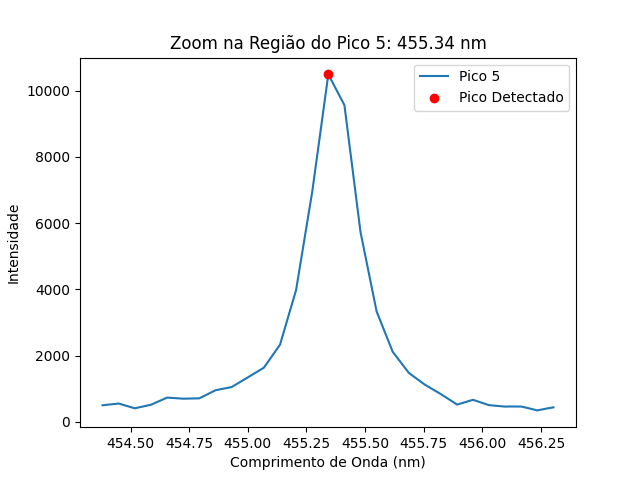 Zoom na Região do Pico 5: 455.34 nm
Pico 5
Pico Detectado
10000
8000
6000
4000
2000
0
Intensidade
454.50 454.75 455.00 455.25 455.50 455.75 456.00 456.25
Comprimento de Onda (nm)